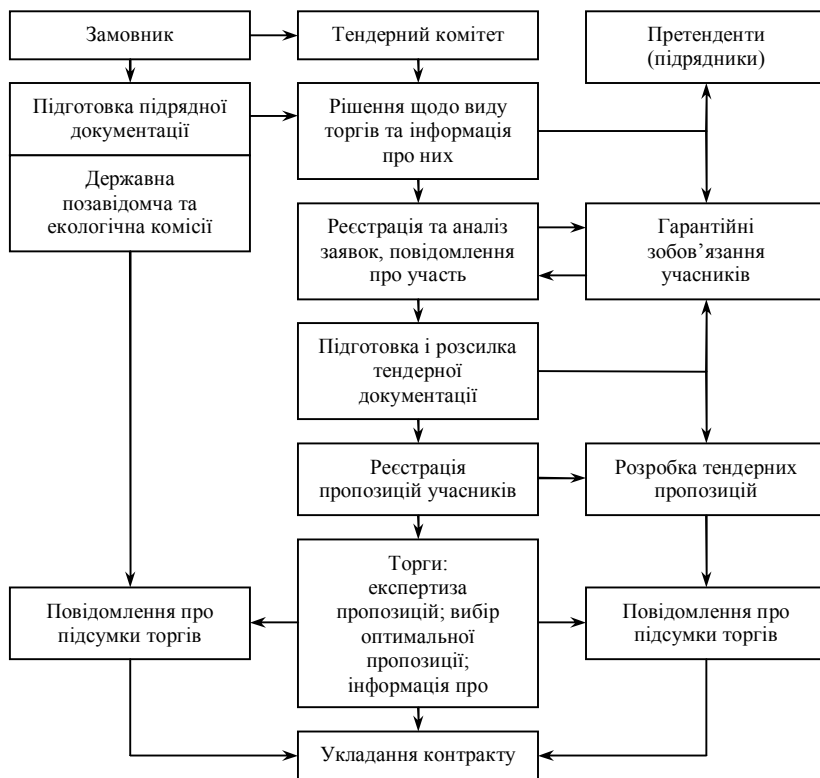 Замовник
Тендерний комітет
Претенденти
(підрядники)
Підготовка підрядної
документації
Рішення щодо виду
торгів та інформація
про них
Державна
позавідомча та
екологічна комісії
Реєстрація та аналіз
заявок, повідомлення
про участь
Гарантійні
зобов’язання
учасників
Підготовка і розсилка
тендерної
документації
Реєстрація
пропозицій учасників
Розробка тендерних
пропозицій
Торги:
експертиза
пропозицій; вибір
оптимальної
пропозиції;
інформація про
Повідомлення про
підсумки торгів
Повідомлення про
підсумки торгів
Укладання контракту